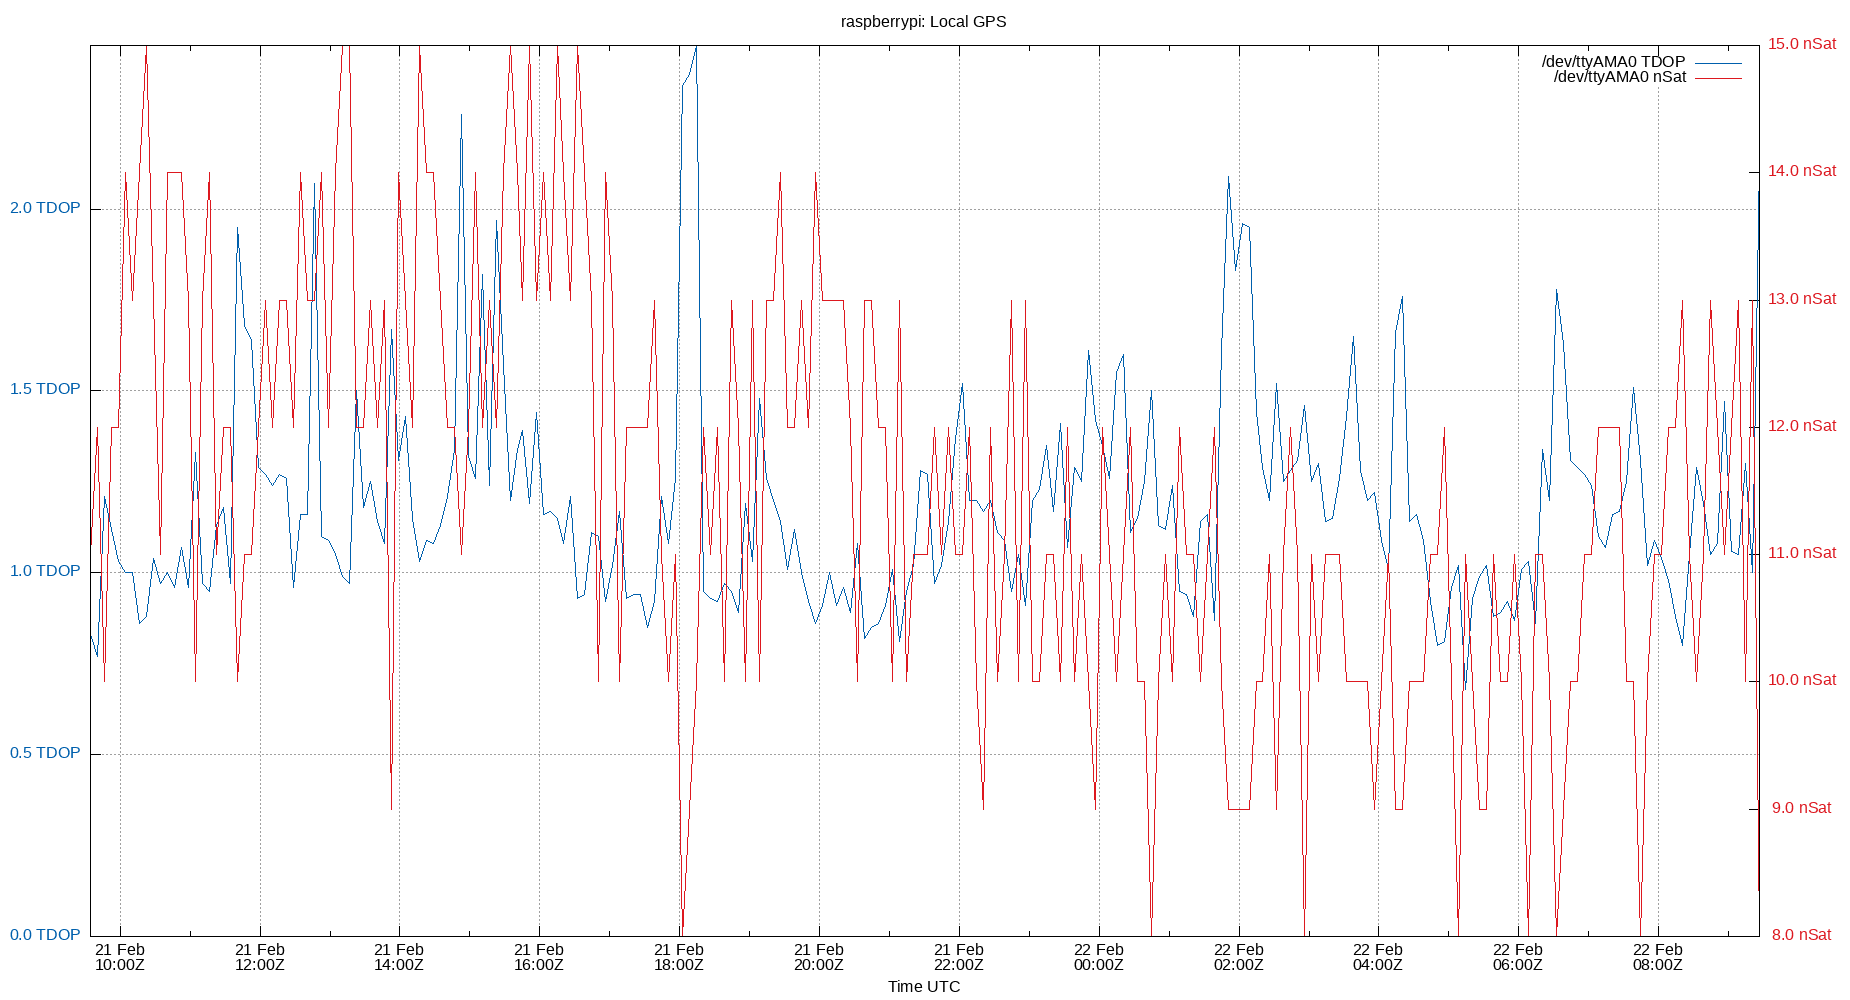 raspberrypi: Local GPS
15.0 nSat
/dev/ttyAMA0 TDOP
/dev/ttyAMA0 nSat
14.0 nSat
2.0 TDOP
13.0 nSat
1.5 TDOP
12.0 nSat
1.0 TDOP
11.0 nSat
10.0 nSat
0.5 TDOP
9.0 nSat
0.0 TDOP
8.0 nSat
21 Feb 21 Feb 21 Feb 21 Feb 21 Feb 21 Feb 21 Feb 22 Feb 22 Feb 22 Feb 22 Feb 22 Feb
10:00Z 12:00Z 14:00Z 16:00Z 18:00Z 20:00Z 22:00Z 00:00Z 02:00Z 04:00Z 06:00Z 08:00Z
Time UTC